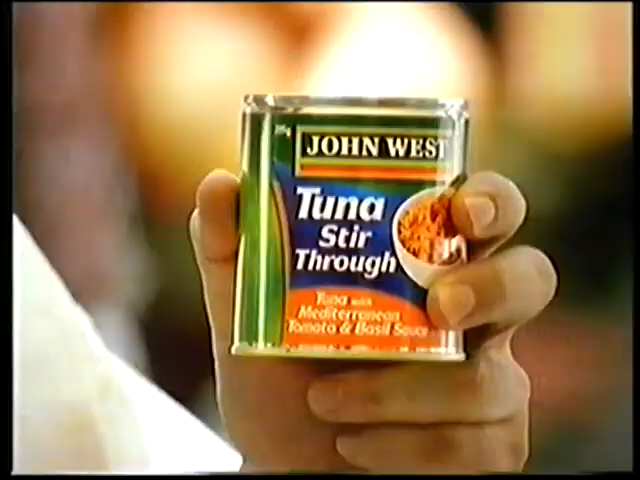 JOHN WEST
Tuna
Stir
Through
Tuna with
Mediterranean
Tomato & Basil Sauce